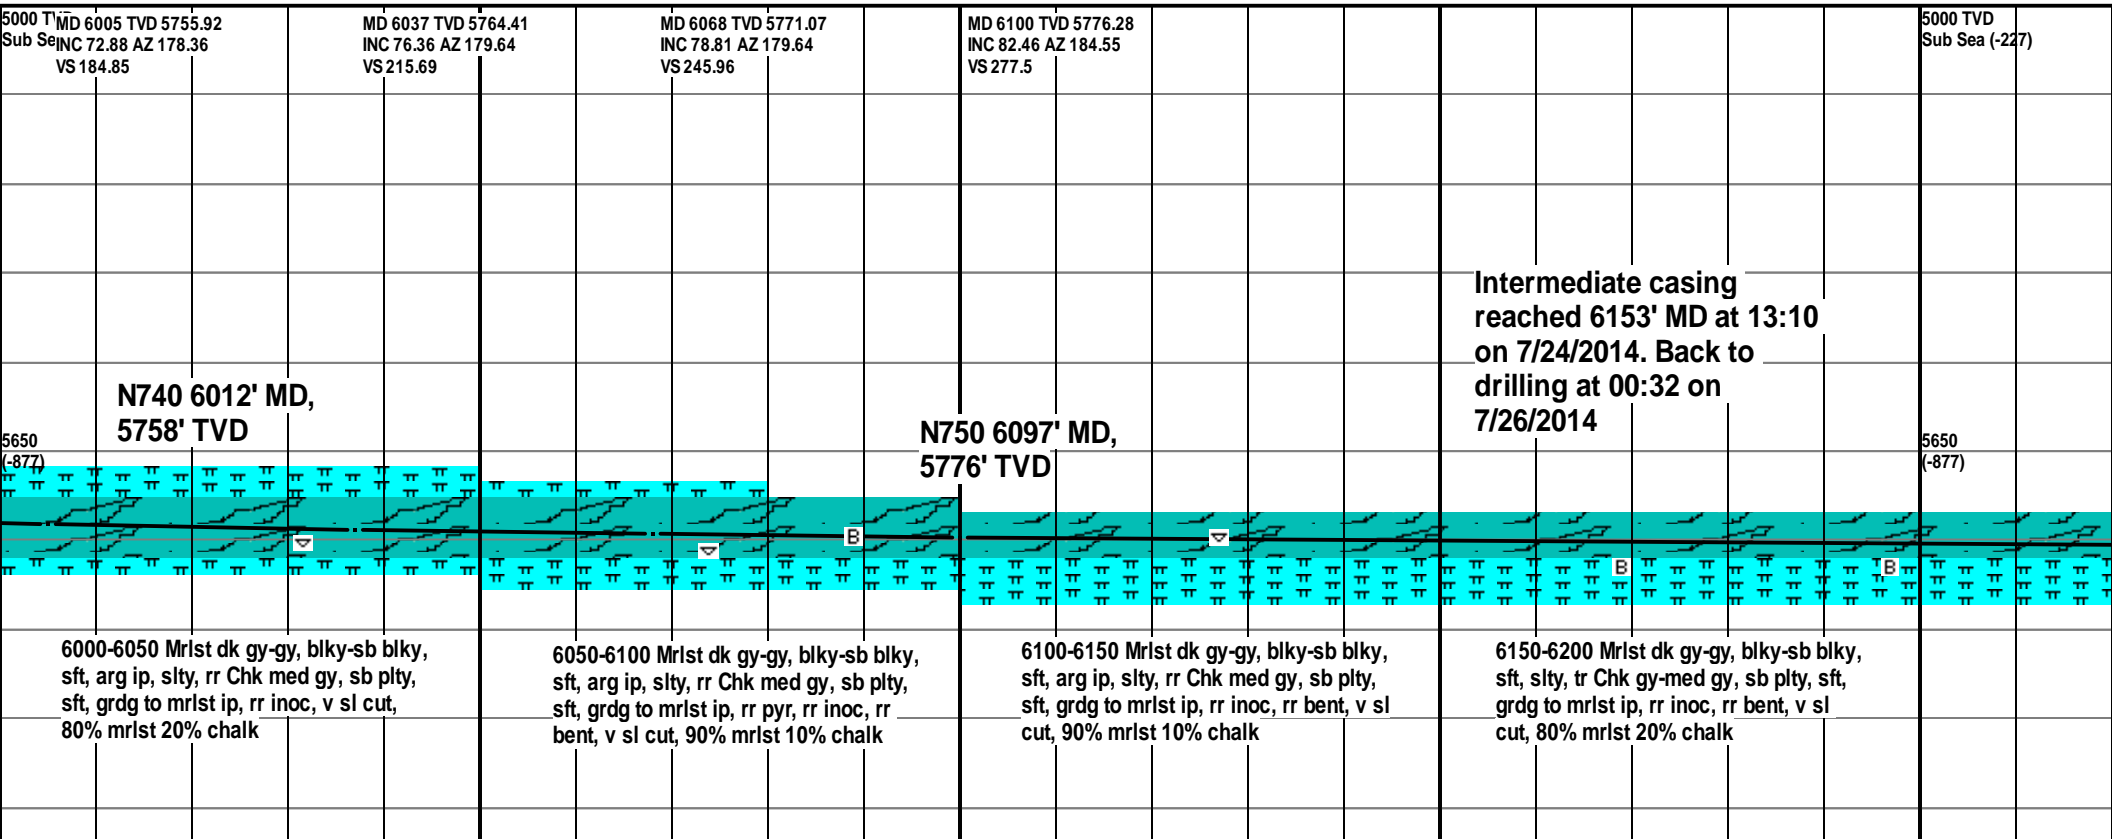 5000 TVD
Sub Se
MD 6005 TVD 5755.92
INC 72.88 AZ 178.36
VS 184.85
MD 6037 TVD 5764.41
INC 76.36 AZ 179.64
VS 215.69
MD 6068 TVD 5771.07
INC 78.81 AZ 179.64
VS 245.96
MD 6100 TVD 5776.28
INC 82.46 AZ 184.55
VS 277.5
5000 TVD
Sub Sea (-227)
Intermediate casing
reached 6153' MD at 13:10
on 7/24/2014. Back to
drilling at 00:32 on
7/26/2014
N740 6012' MD,
5758' TVD
N750 6097' MD,
5776' TVD
5650
(-877)
5650
(-877)
B
B
B
6000-6050 Mrlst dk gy-gy, blky-sb blky,
sft, arg ip, slty, rr Chk med gy, sb plty,
sft, grdg to mrlst ip, rr inoc, v sl cut,
80% mrlst 20% chalk
6050-6100 Mrlst dk gy-gy, blky-sb blky,
sft, arg ip, slty, rr Chk med gy, sb plty,
sft, grdg to mrlst ip, rr pyr, rr inoc, rr
bent, v sl cut, 90% mrlst 10% chalk
6100-6150 Mrlst dk gy-gy, blky-sb blky,
sft, arg ip, slty, rr Chk med gy, sb plty,
sft, grdg to mrlst ip, rr inoc, rr bent, v sl
cut, 90% mrlst 10% chalk
6150-6200 Mrlst dk gy-gy, blky-sb blky,
sft, slty, tr Chk gy-med gy, sb plty, sft,
grdg to mrlst ip, rr inoc, rr bent, v sl
cut, 80% mrlst 20% chalk